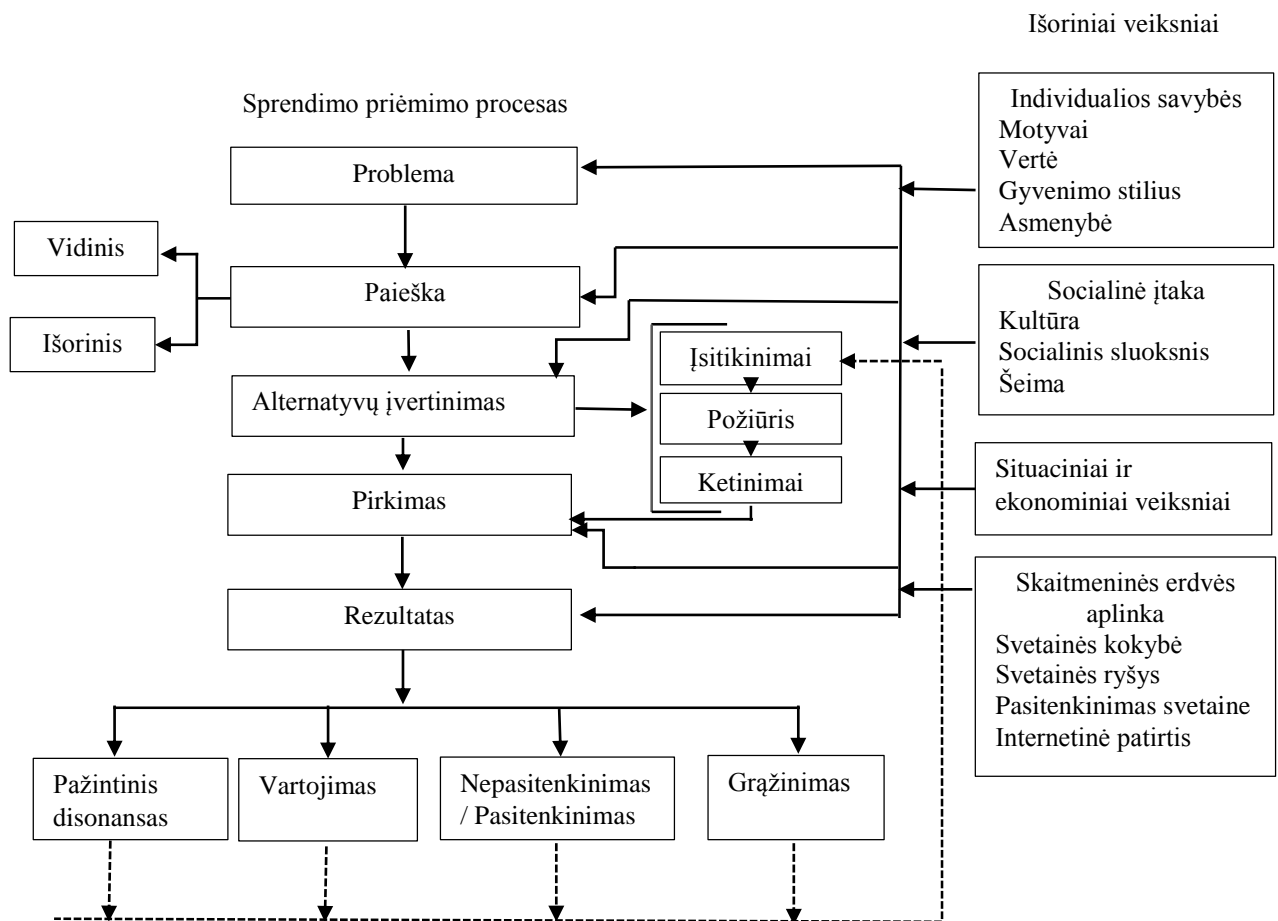 Išoriniai veiksniai
Sprendimo priėmimo procesas
Problema
Vidinis
Paieška
Išorinis
Alternatyvų įvertinimas
Įsitikinimai
Požiūris
Ketinimai
Pirkimas
Rezultatas
Pažintinis
disonansas
Vartojimas
Nepasitenkinimas
/ Pasitenkinimas
Grąžinimas
Individualios savybės
Motyvai
Vertė
Gyvenimo stilius
Asmenybė
Socialinė įtaka
Kultūra
Socialinis sluoksnis
Šeima
Situaciniai ir
ekonominiai veiksniai
Skaitmeninės erdvės
aplinka
Svetainės kokybė
Svetainės ryšys
Pasitenkinimas svetaine
Internetinė patirtis